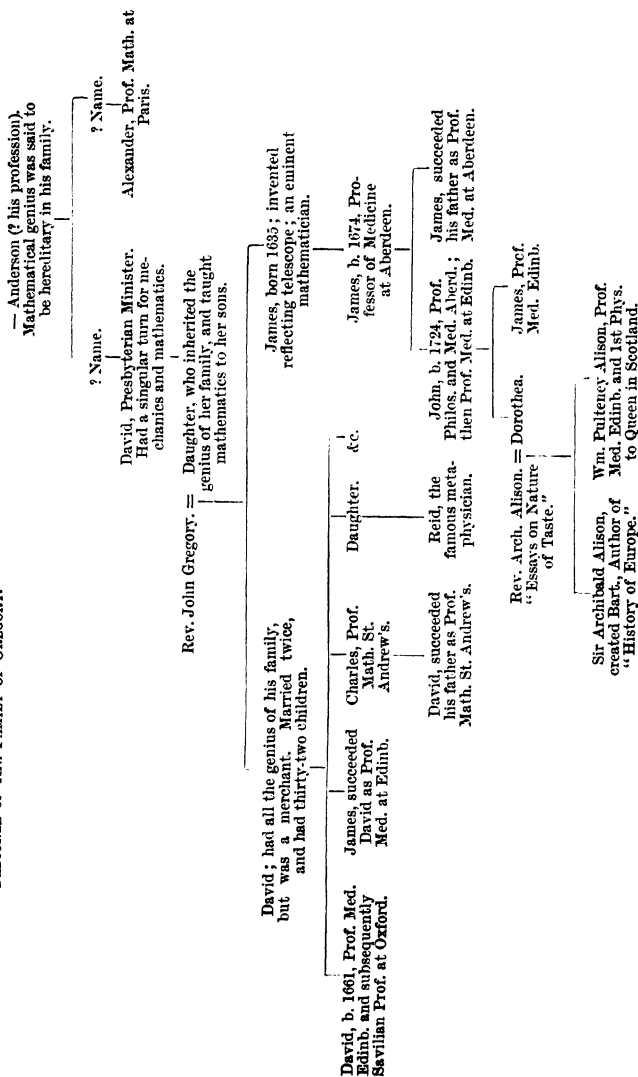 — Anderson (? his profession).
Mathematical genius was said to
be hereditary in his family.
? Name.
? Name.
David, Presbyterian Minister.
Had a singular turn for me-
chanics and mathematics.
Alexander, Prof. Math. at
Paris.
Rev. John Gregory. =
Daughter, who inherited the
genius of her family, and taught
mathematics to her sons.
David; had all the genius of his family,
but was a merchant. Married twice,
and had thirty-two children.
James, born 1635; invented
reflecting telescope; an eminent
mathematician.
David, b. 1661, Prof. Med.
Edinb. and subsequently
Savilian Prof. at Oxford.
James, succeeded
David as Prof.
Med. at Edinb.
Charles, Prof.
Math. St.
Andrew's.
Daughter.
&c.
James, b. 1674, Pro-
fessor of Medicine
at Aberdeen.
David, succeeded
his father as Prof.
Math. St. Andrew's.
Reid, the
famous meta-
physician.
John, b. 1724, Prof.
Philos. and Med. Aberd.;
then Prof. Med. at Edinb.
James, succeeded
his father as Prof.
Med. at Aberdeen.
Rev. Arch. Alison. = Dorothea.
"Essays on Nature
of Taste."
James, Prof.
Med. Edinb.
Sir Archibald Alison,
created Bart., Author of
"History of Europe."
Wm. Pulteney Alison, Prof.
Med. Edinb. and 1st Phys.
to Queen in Scotland.